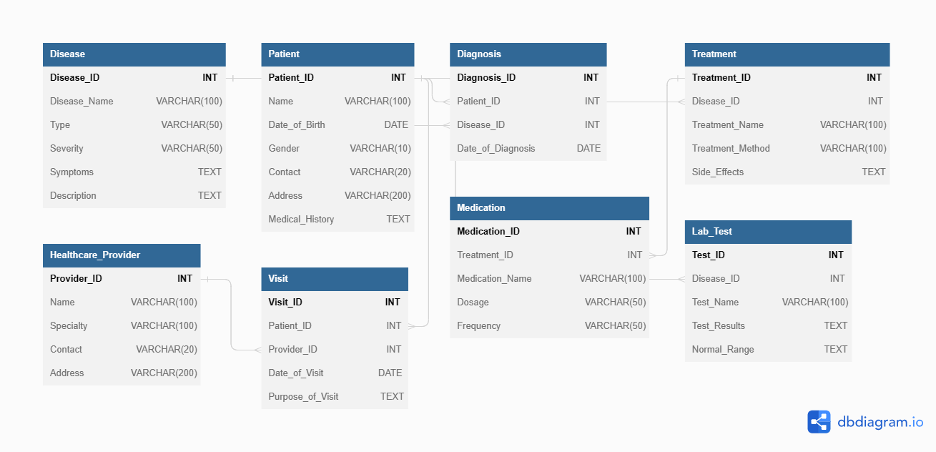 Disease
Disease_ID INT
Disease_Name VARCHAR(100)
Type VARCHAR(50)
Severity VARCHAR(50)
Symptoms TEXT
Description TEXT
Patient
Patient_ID INT
Name VARCHAR(100)
Date_of_Birth DATE
Gender VARCHAR(10)
Contact VARCHAR(20)
Address VARCHAR(200)
Medical_History TEXT
Diagnosis
Diagnosis_ID INT
Patient_ID INT
Disease_ID INT
Date_of_Diagnosis DATE
Treatment
Treatment_ID INT
Disease_ID INT
Treatment_Name VARCHAR(100)
Treatment_Method VARCHAR(100)
Side_Effects TEXT
Healthcare_Provider
Provider_ID INT
Name VARCHAR(100)
Specialty VARCHAR(100)
Contact VARCHAR(20)
Address VARCHAR(200)
Visit
Visit_ID INT
Patient_ID INT
Provider_ID INT
Date_of_Visit DATE
Purpose_of_Visit TEXT
Medication
Medication_ID INT
Treatment_ID INT
Medication_Name VARCHAR(100)
Dosage VARCHAR(50)
Frequency VARCHAR(50)
Lab_Test
Test_ID INT
Disease_ID INT
Test_Name VARCHAR(100)
Test_Results TEXT
Normal_Range TEXT
dbdiagram.io